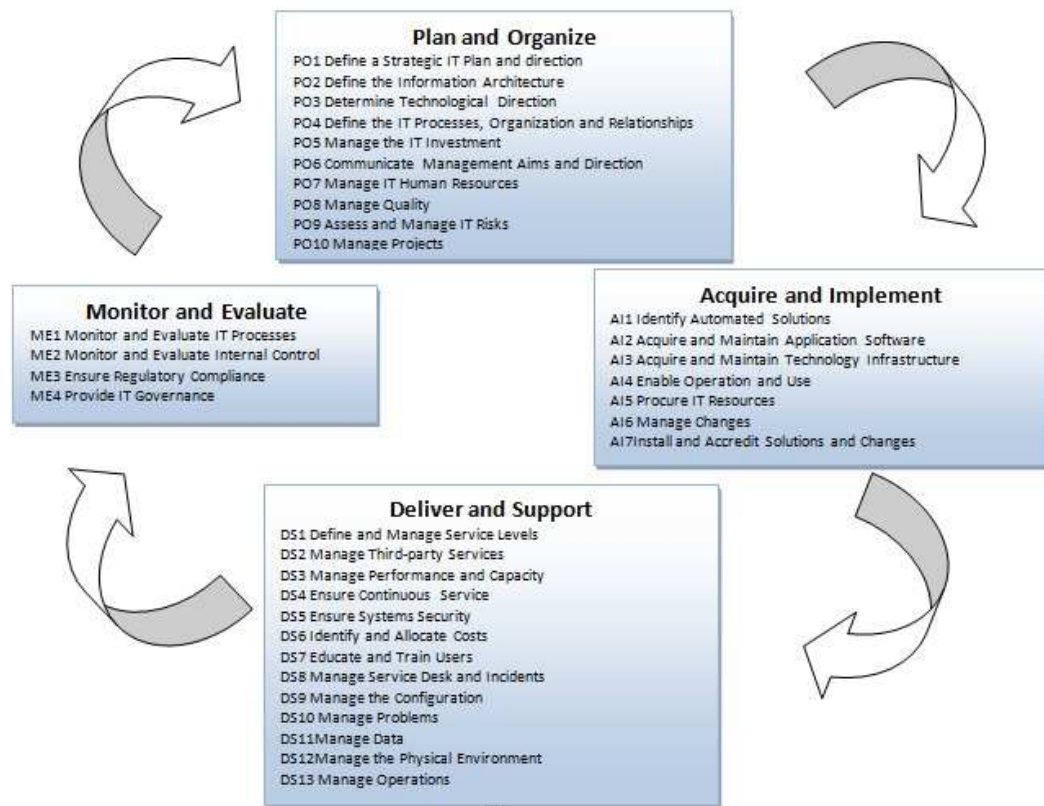 Plan and Organize
PO1 Define a Strategic IT Plan and direction
PO2 Define the Information Architecture
PO3 Determine Technological Direction
PO4 Define the IT Processes, Organization and Relationships
PO5 Manage the IT Investment
PO6 Communicate Management Aims and Direction
PO7 Manage IT Human Resources
PO8 Manage Quality
PO9 Assess and Manage IT Risks
PO10 Manage Projects
Acquire and Implement
AI1 Identify Automated Solutions
AI2 Acquire and Maintain Application Software
AI3 Acquire and Maintain Technology Infrastructure
AI4 Enable Operation and Use
AI5 Procure IT Resources
AI6 Manage Changes
AI7Install and Accredit Solutions and Changes
Deliver and Support
DS1 Define and Manage Service Levels
DS2 Manage Third-party Services
DS3 Manage Performance and Capacity
DS4 Ensure Continuous Service
DS5 Ensure Systems Security
DS6 Identify and Allocate Costs
DS7 Educate and Train Users
DS8 Manage Service Desk and Incidents
DS9 Manage the Configuration
DS10 Manage Problems
DS11Manage Data
DS12Manage the Physical Environment
DS13 Manage Operations
Monitor and Evaluate
ME1 Monitor and Evaluate IT Processes
ME2 Monitor and Evaluate Internal Control
ME3 Ensure Regulatory Compliance
ME4 Provide IT Governance